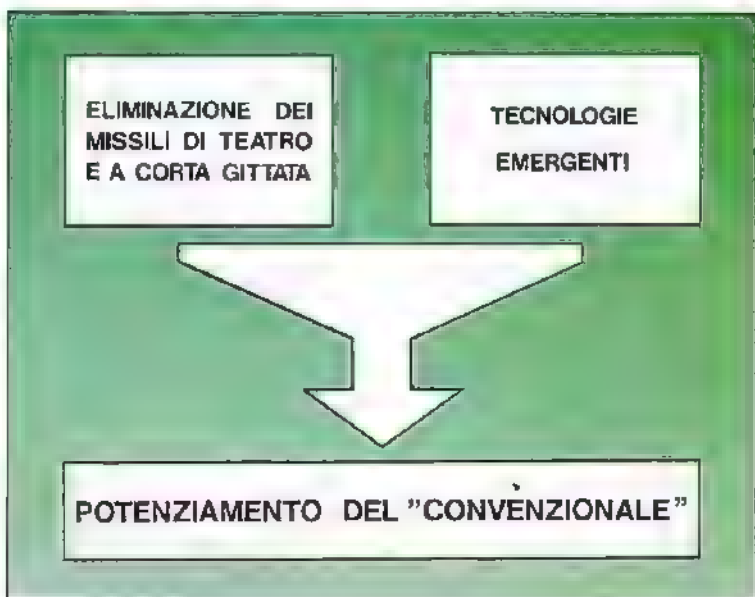 ELIMINAZIONE DEI
MISSILI DI TEATRO
E A CORTA GITTATA
TECNOLOGIE
EMERGENTI
POTENZIAMENTO DEL "CONVENZIONALE"